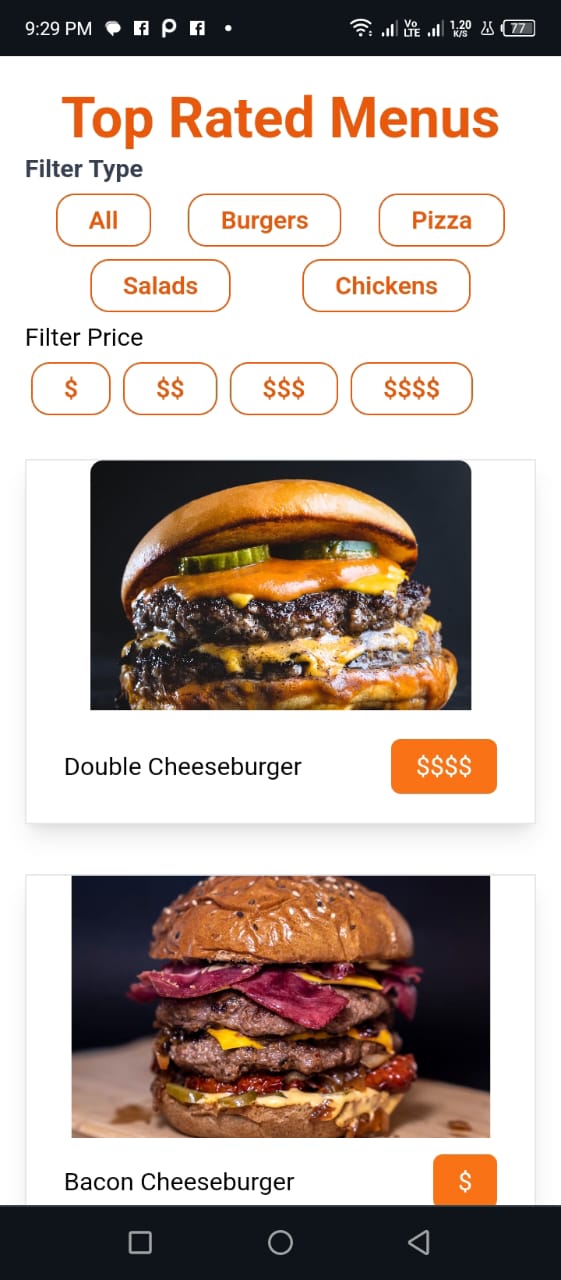 9:29 PM Vo LTE 1.20 K/S 77
Top Rated Menus
Filter Type
All Burgers Pizza
Salads Chickens
Filter Price
$ $$ $$$ $$$$
Double Cheeseburger $$$$
Bacon Cheeseburger $